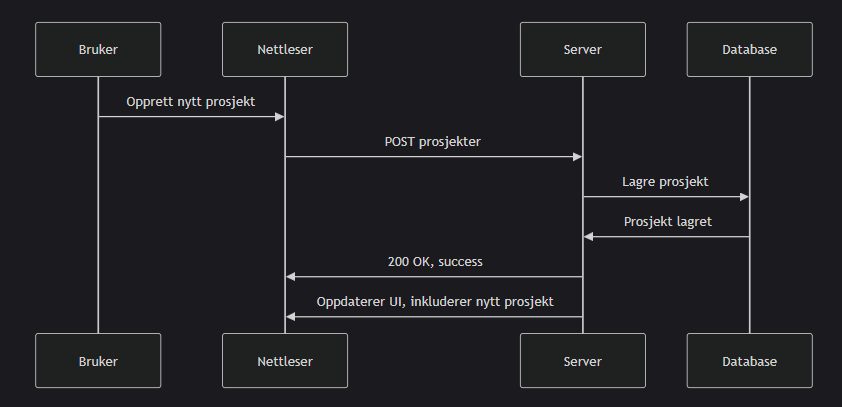 Bruker
Nettleser
Server
Database
Opprett nytt prosjekt
POST prosjekter
Lagre prosjekt
Prosjekt lagret
200 OK, success
Oppdaterer UI, inkluderer nytt prosjekt
Bruker
Nettleser
Server
Database